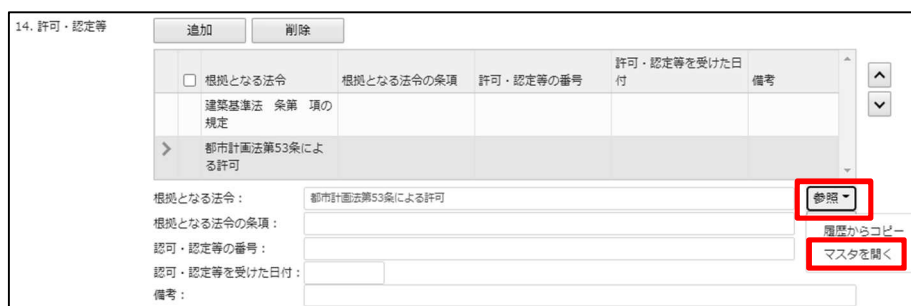 14. 許可・認定等
追加 削除
根拠となる法令 根拠となる法令の条項 許可・認定等の番号 許可・認定等を受けた日付 備考
建築基準法 条第 項の
規定
都市計画法第53条によ
る許可
根拠となる法令： 都市計画法第53条による許可 参照
根拠となる法令の条項： 履歴からコピー
認可・認定等の番号： マスタを開く
認可・認定等を受けた日付：
備考：